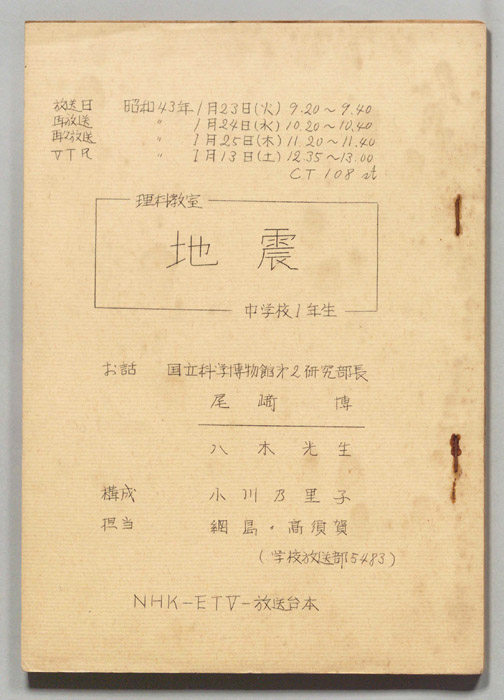 放送日 昭和43年1月23日(火) 9.20～9.40
再放送 〃 1月24日(水) 10.20～10.40
再々放送 〃 1月25日(木) 11.20～11.40
VTR 〃 1月13日(土) 12.35～13.00
CT 108 st
理科教室
地震
中学校1年生
お話 国立科学博物館才2研究部長
尾崎 博
八木先生
構成 小川乃里子
担当 綱島・高須賀
(学校放送部5483)
NHK-ETV-放送台本